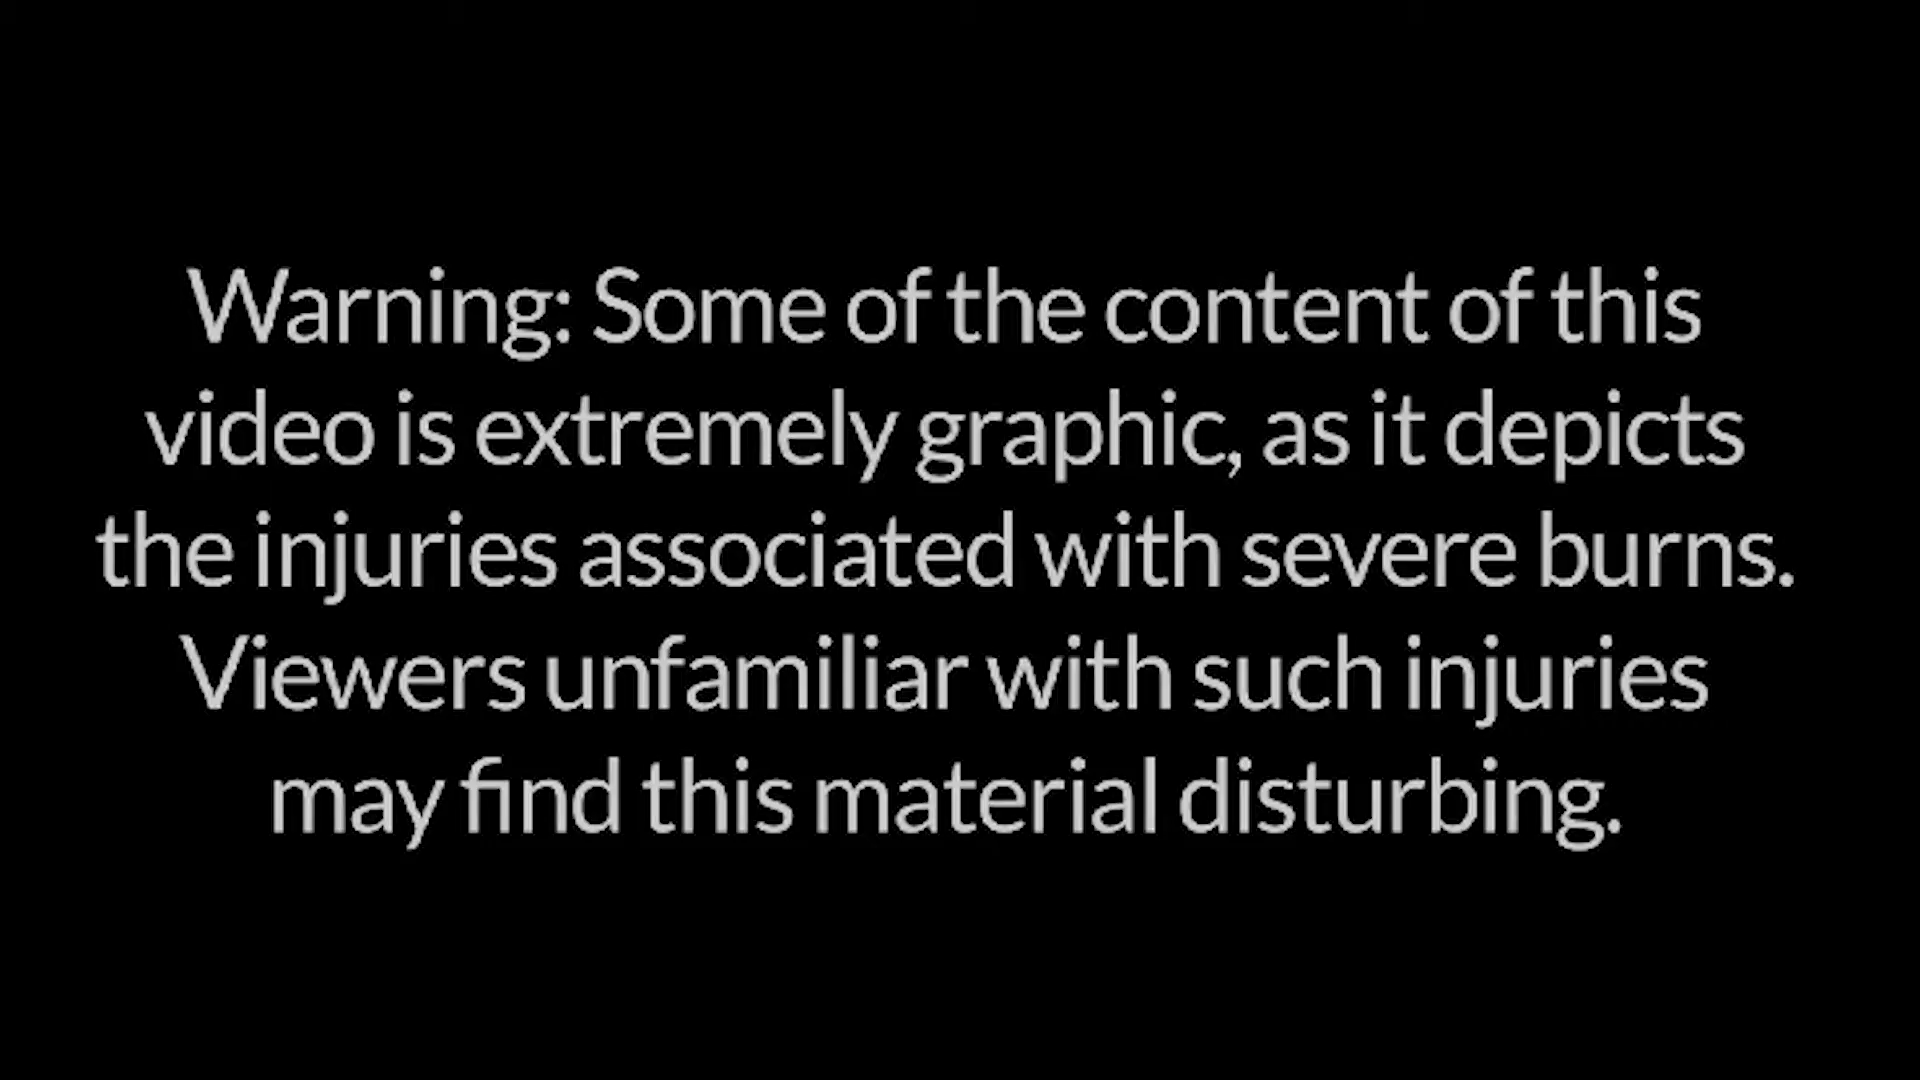 Warning: Some of the content of this
video is extremely graphic, as it depicts
the injuries associated with severe burns.
Viewers unfamiliar with such injuries
may find this material disturbing.